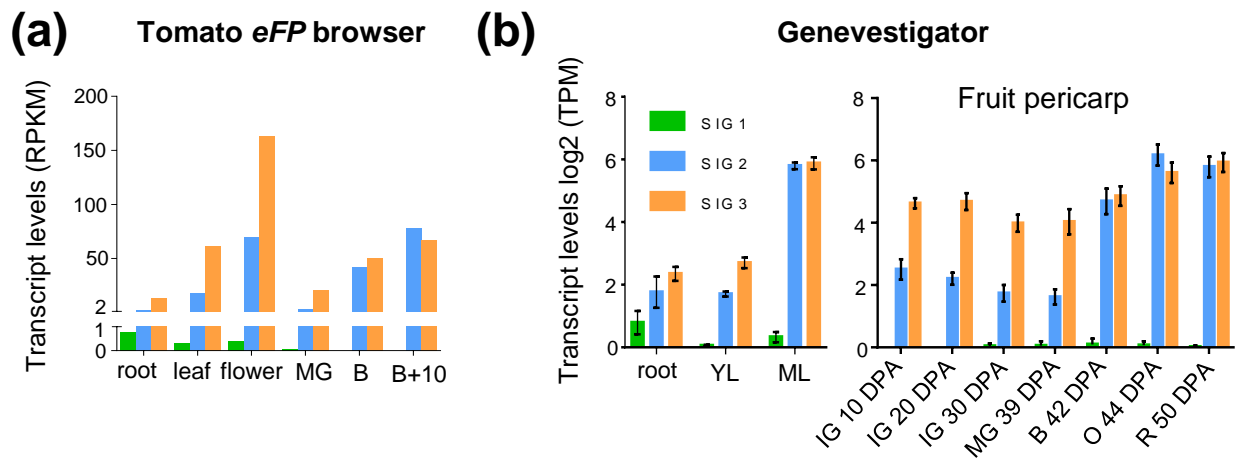 (a) Tomato eFP browser
Transcript levels (RPKM)
200
150
100
50
2
1
0
root leaf flower MG B B+10
(b) Genevestigator
Transcript levels log2 (TPM)
8
6
4
2
0
S lG 1
S lG 2
S lG 3
root YL ML
Fruit pericarp
8
6
4
2
0
IG 10 DPA
IG 20 DPA
IG 30 DPA
MG 39 DPA
B 42 DPA
O 44 DPA
R 50 DPA